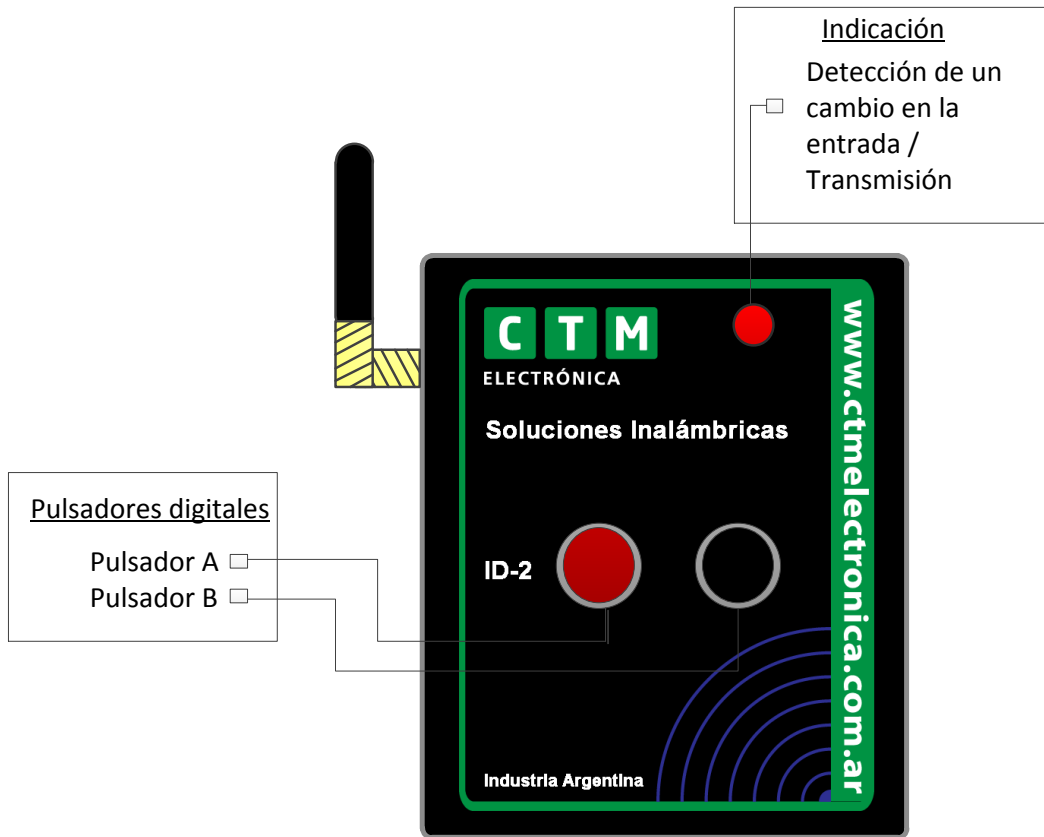 Indicación
Detección de un
cambio en la
entrada /
Transmisión
C T M
ELECTRÓNICA
Soluciones Inalámbricas
www.ctmelectronica.com.ar
Pulsadores digitales
Pulsador A
Pulsador B
ID-2
Industria Argentina